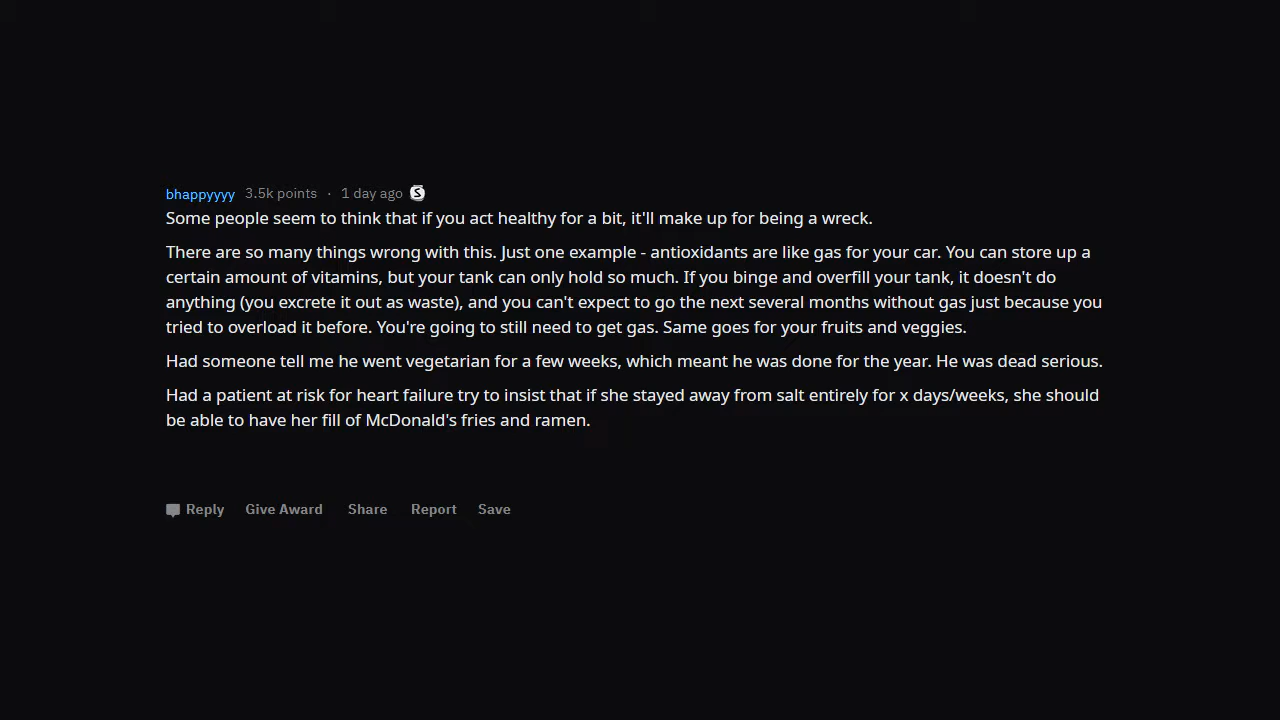 bhappyyyy 3.5k points · 1 day ago S
Some people seem to think that if you act healthy for a bit, it'll make up for being a wreck.
There are so many things wrong with this. Just one example - antioxidants are like gas for your car. You can store up a
certain amount of vitamins, but your tank can only hold so much. If you binge and overfill your tank, it doesn't do
anything (you excrete it out as waste), and you can't expect to go the next several months without gas just because you
tried to overload it before. You're going to still need to get gas. Same goes for your fruits and veggies.
Had someone tell me he went vegetarian for a few weeks, which meant he was done for the year. He was dead serious.
Had a patient at risk for heart failure try to insist that if she stayed away from salt entirely for x days/weeks, she should
be able to have her fill of McDonald's fries and ramen.
Reply Give Award Share Report Save